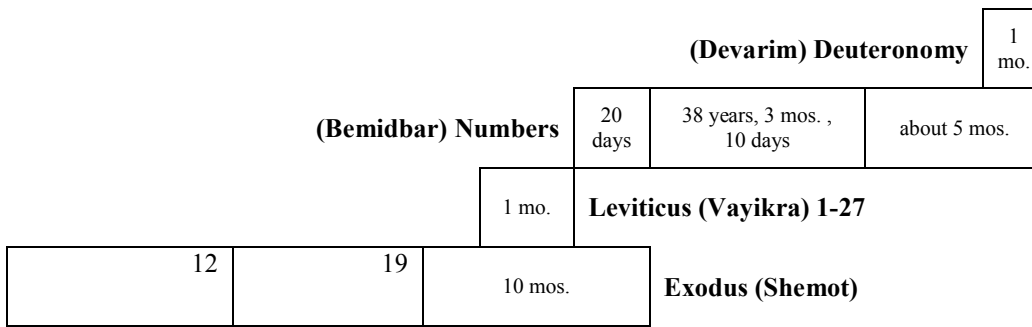 (Devarim) Deuteronomy
1
mo.
(Bemidbar) Numbers
20
days
38 years, 3 mos. ,
10 days
about 5 mos.
1 mo.
Leviticus (Vayikra) 1-27
12
19
10 mos.
Exodus (Shemot)